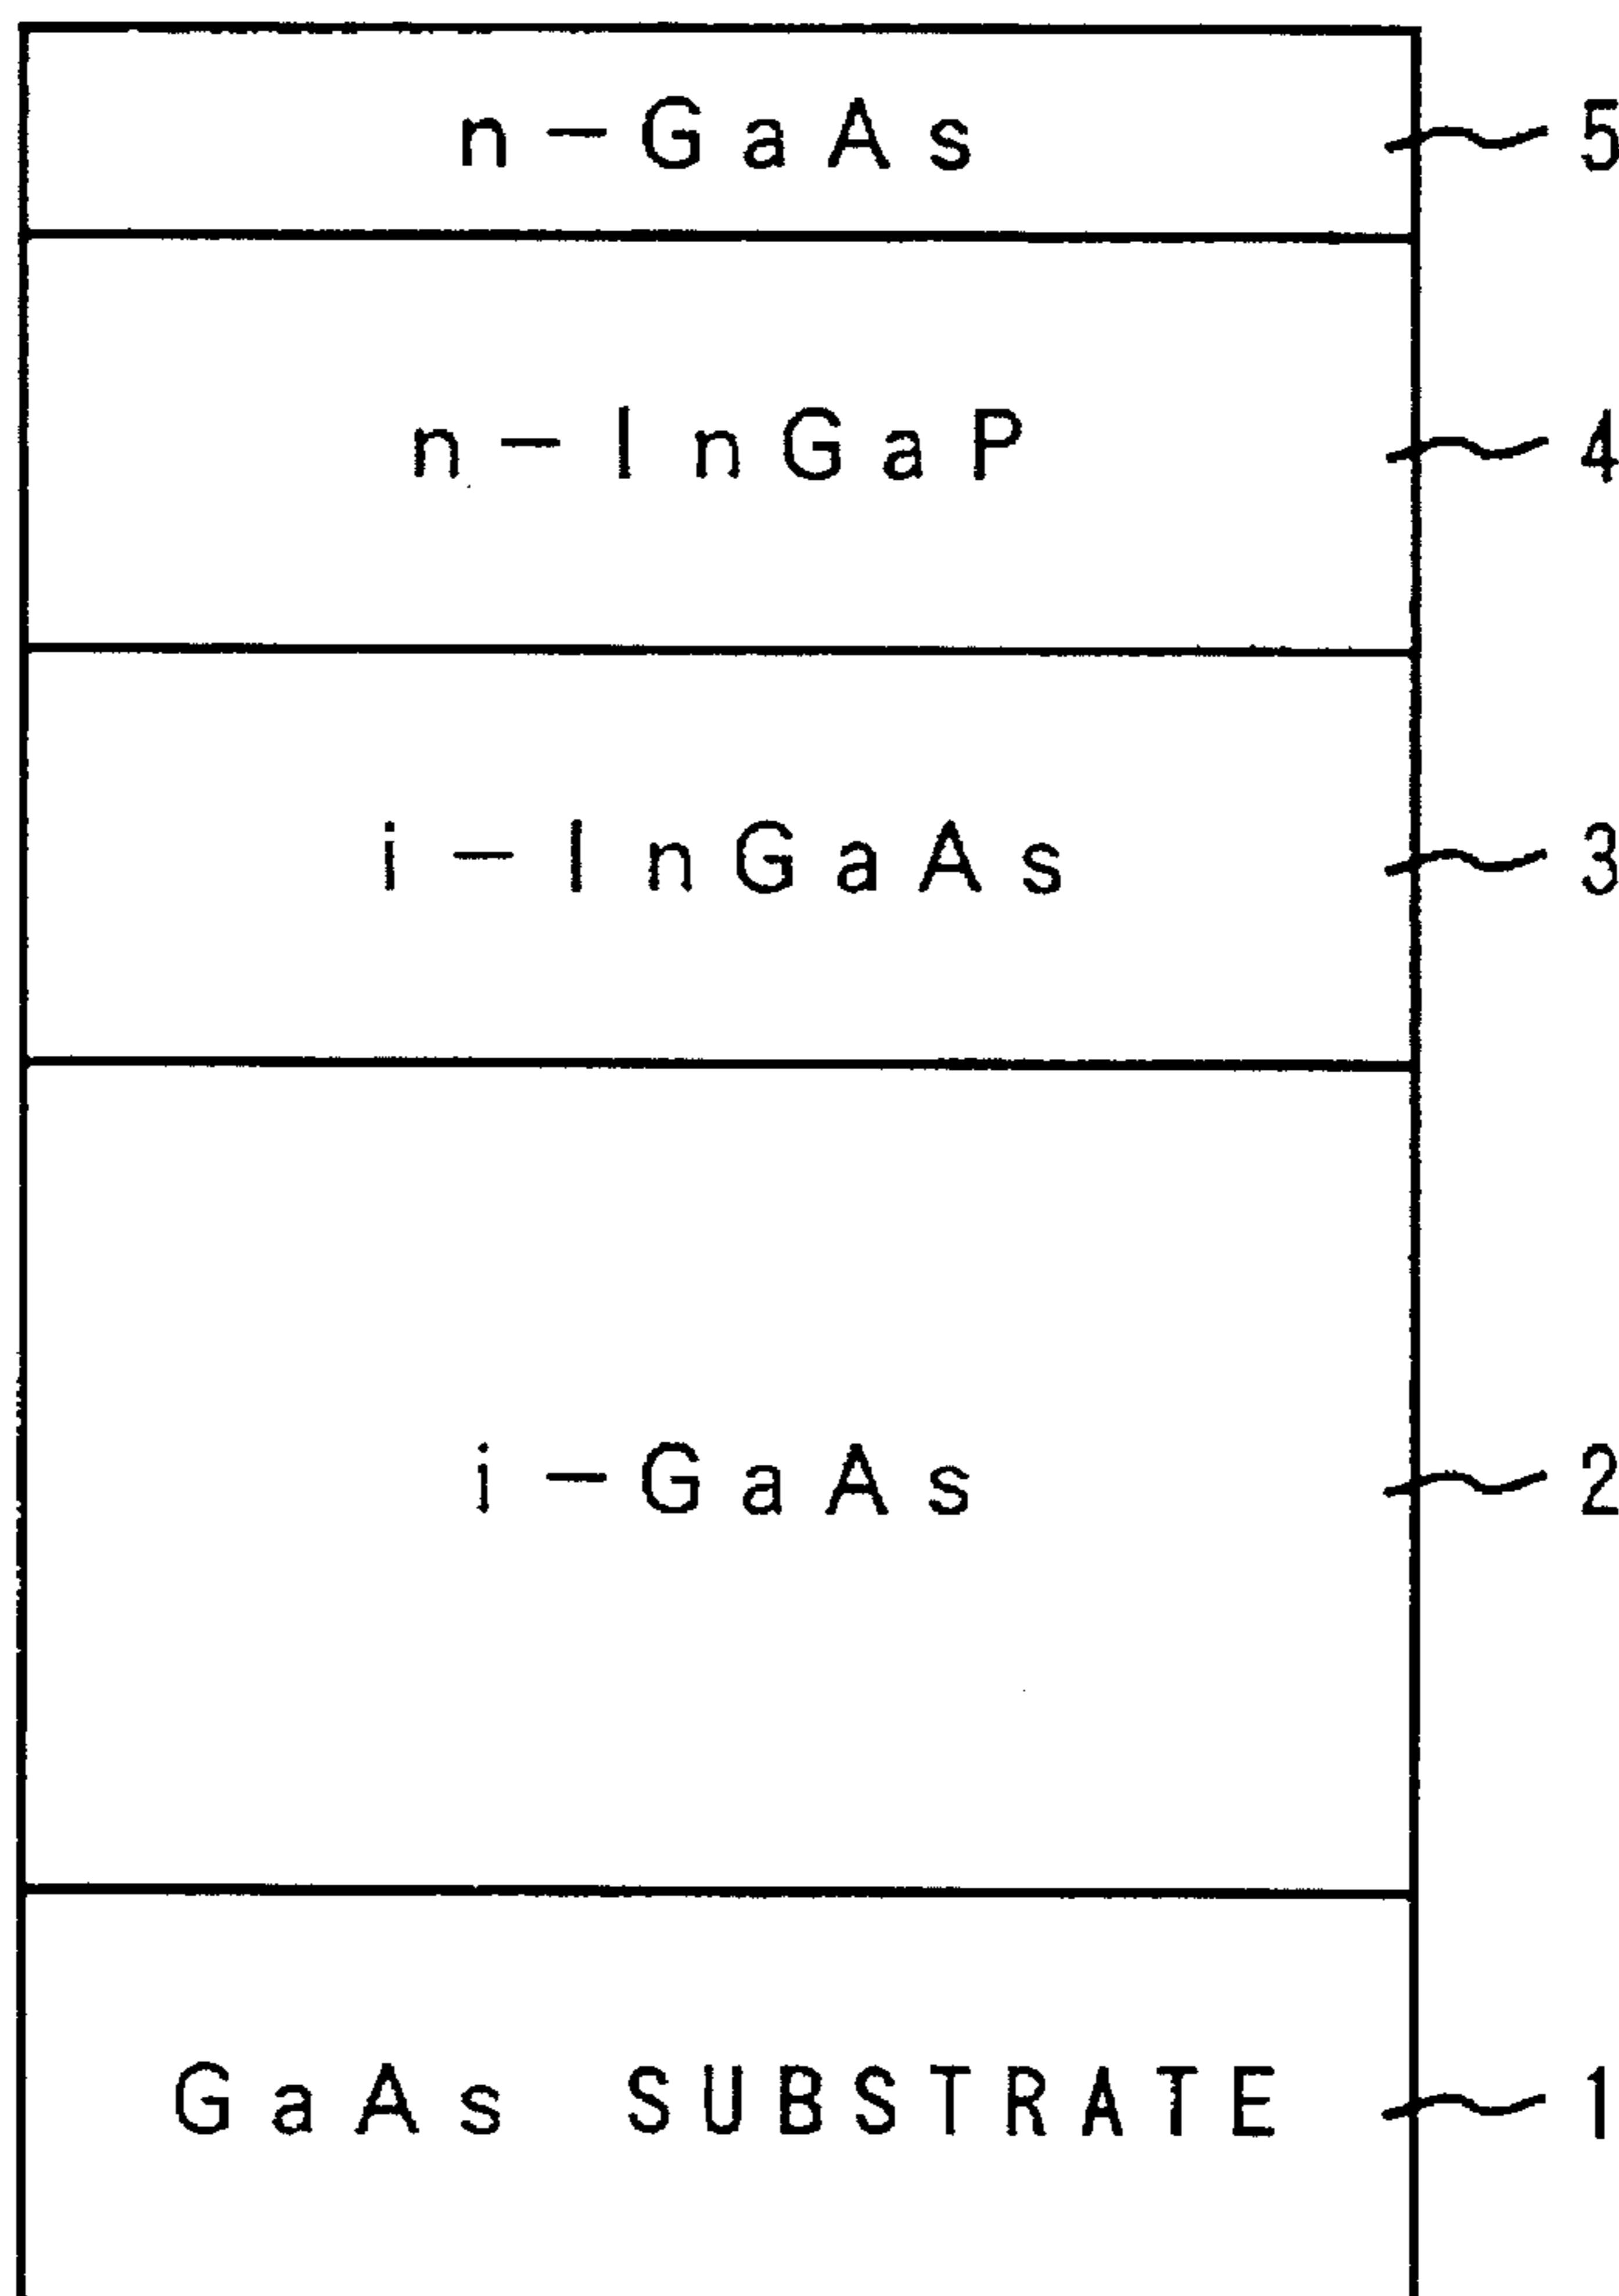 n-GaAs 5
n-InGaP 4
i-InGaAs 3
i-GaAs 2
GaAs SUBSTRATE 1